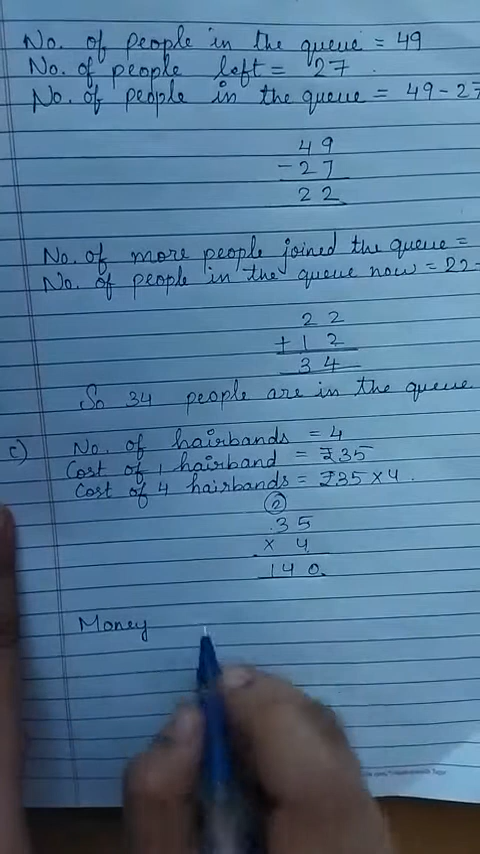 No. of people in the queue = 49
No. of people left = 27
No. of people in the queue = 49 - 27
49
- 27
22
No. of more people joined the queue =
No. of people in the queue now = 22
22
+ 12
34
So 34 people are in the queue
c) No. of hairbands = 4
Cost of 1 hairband = ₹35
Cost of 4 hairbands = ₹35 × 4.
2
35
× 4
140
Money